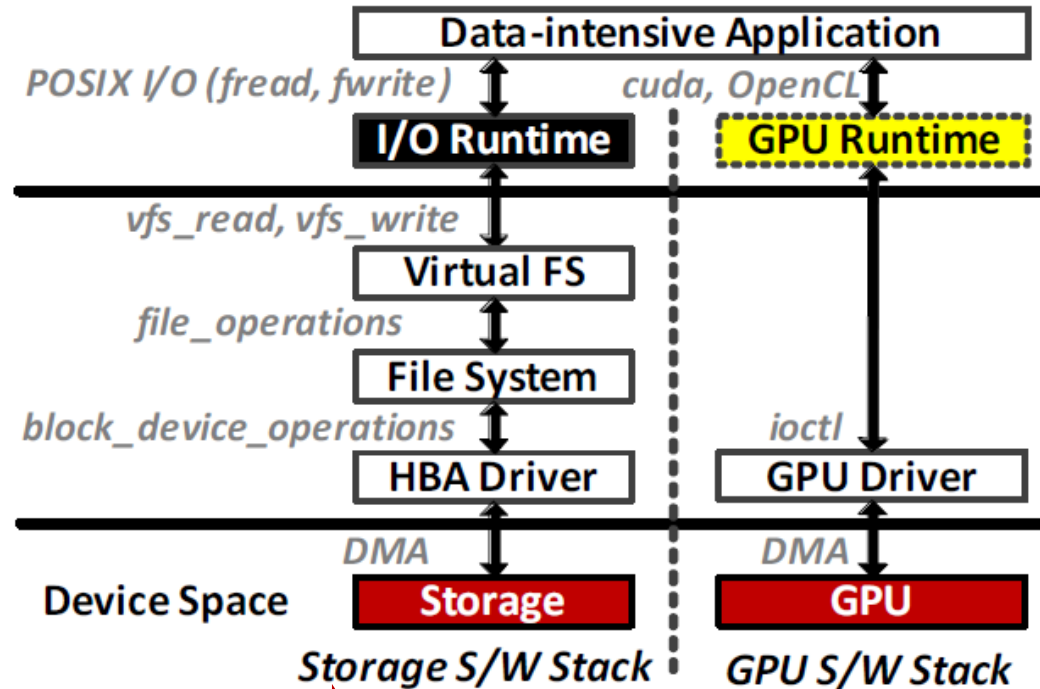 Data-intensive Application
POSIX I/O (fread, fwrite)
cuda, OpenCL
I/O Runtime
GPU Runtime
vfs_read, vfs_write
Virtual FS
file_operations
File System
block_device_operations
ioctl
HBA Driver
GPU Driver
DMA
DMA
Device Space
Storage
GPU
Storage S/W Stack
GPU S/W Stack